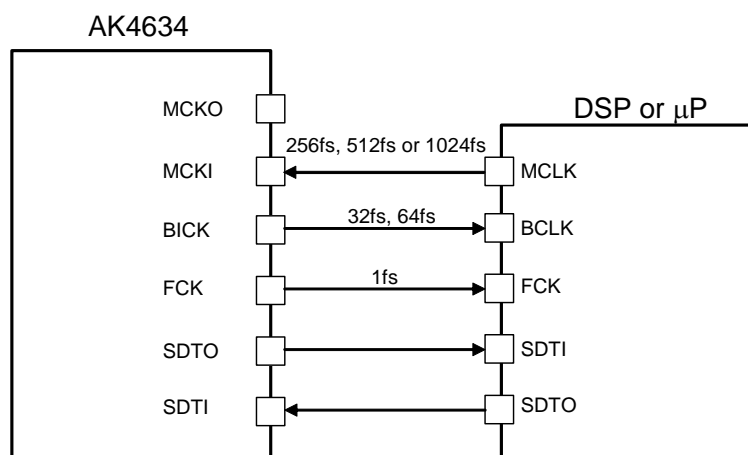 AK4634
DSP or μP
MCKO
256fs, 512fs or 1024fs
MCKI
MCLK
32fs, 64fs
BICK
BCLK
1fs
FCK
FCK
SDTO
SDTI
SDTI
SDTO